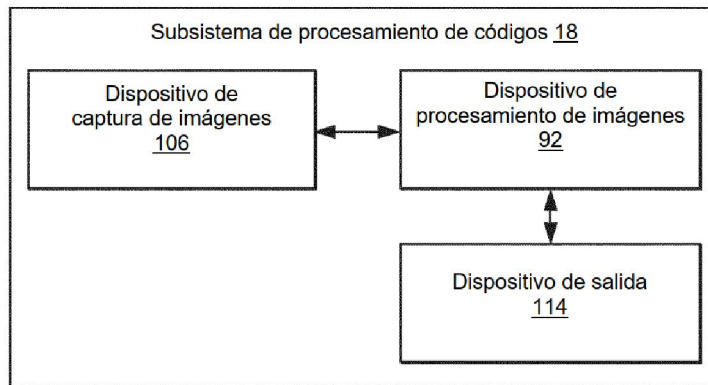 Subsistema de procesamiento de códigos 18
Dispositivo de
captura de imágenes
106
Dispositivo de
procesamiento de imágenes
92
Dispositivo de salida
114